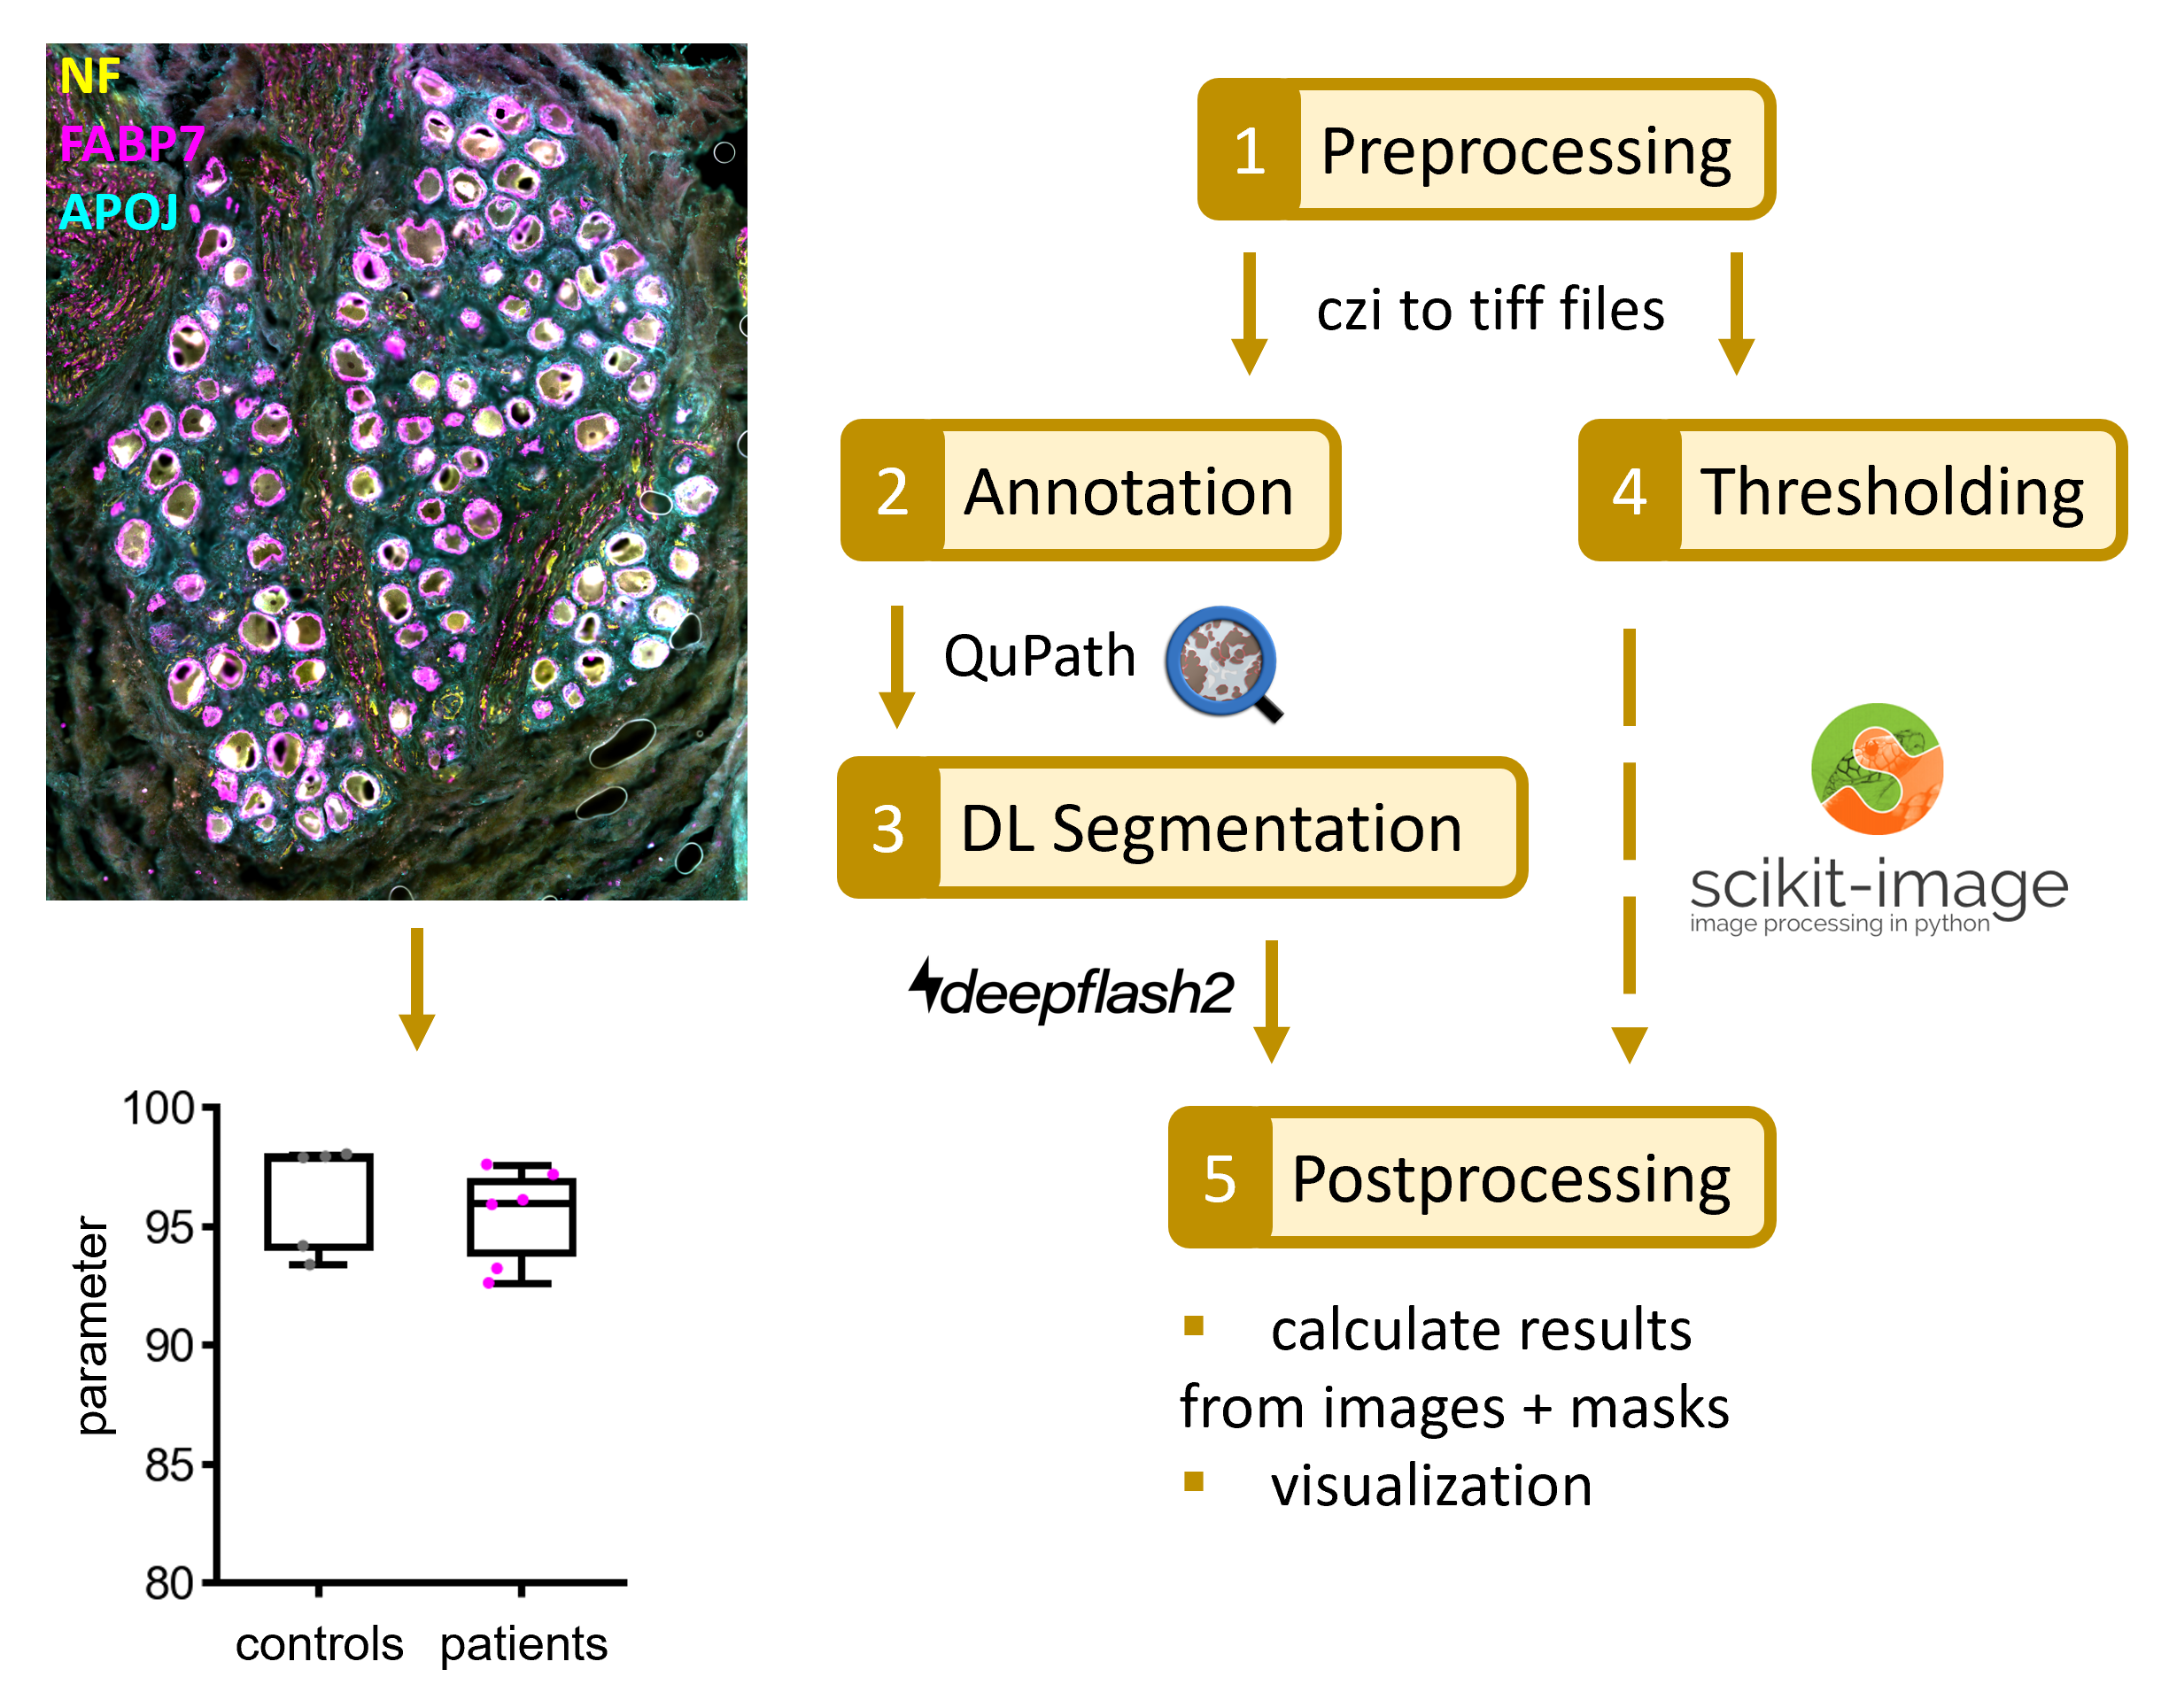 NF
FABP7
APOJ
100
95
90
85
80
parameter
controls patients
1 Preprocessing
czi to tiff files
2 Annotation
4 Thresholding
QuPath
3 DL Segmentation
scikit-image
image processing in python
deepflash2
5 Postprocessing
▪ calculate results
from images + masks
▪ visualization